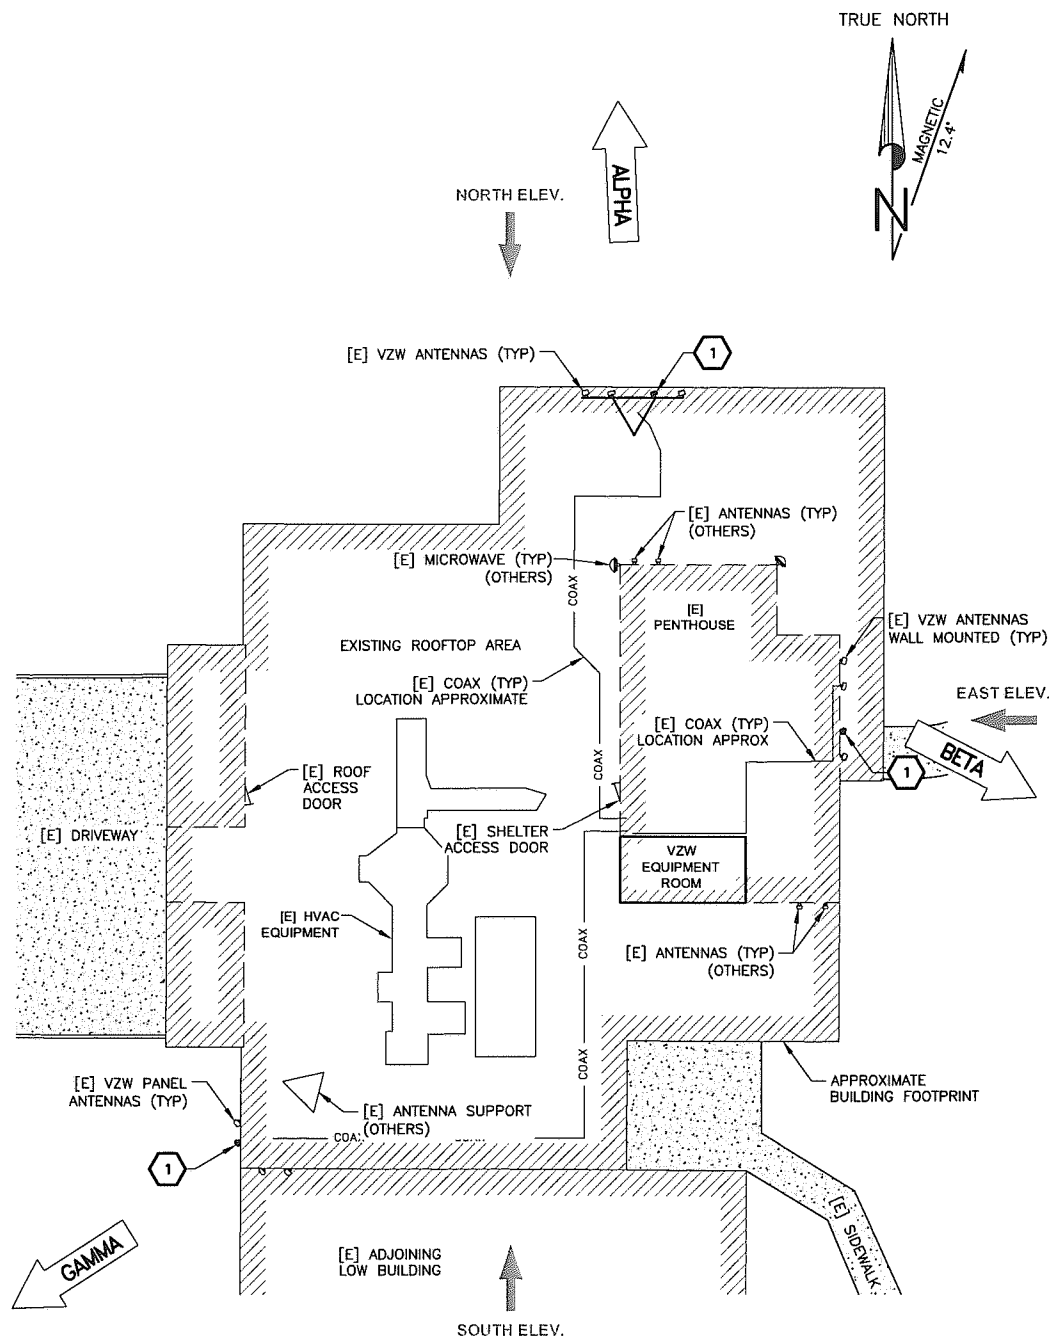 TRUE NORTH
MAGNETIC
12.4°
N
ALPHA
NORTH ELEV.
[E] VZW ANTENNAS (TYP)
1
[E] ANTENNAS (TYP)
(OTHERS)
[E] MICROWAVE (TYP)
(OTHERS)
COAX
[E]
PENTHOUSE
[E] VZW ANTENNAS
WALL MOUNTED (TYP)
EXISTING ROOFTOP AREA
[E] COAX (TYP)
LOCATION APPROXIMATE
EAST ELEV.
[E] COAX (TYP)
LOCATION APPROX
BETA
1
COAX
[E] ROOF
ACCESS
DOOR
[E] DRIVEWAY
[E] SHELTER
ACCESS DOOR
VZW
EQUIPMENT
ROOM
[E] HVAC
EQUIPMENT
COAX
[E] ANTENNAS (TYP)
(OTHERS)
COAX
[E] VZW PANEL
ANTENNAS (TYP)
APPROXIMATE
BUILDING FOOTPRINT
[E] ANTENNA SUPPORT
(OTHERS)
1
[E] SIDEWALK
GAMMA
[E] ADJOINING
LOW BUILDING
SOUTH ELEV.